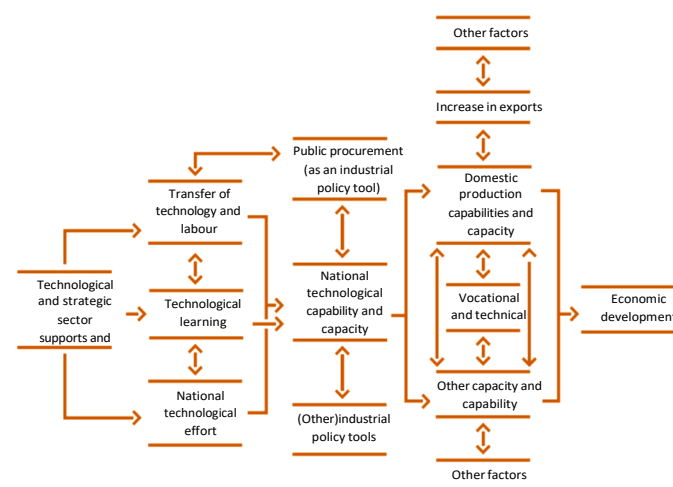 Other factors
Increase in exports
Public procurement
(as an industrial
policy tool)
Domestic
production
capabilities and
capacity
Transfer of
technology and
labour
Technological
and strategic
sector
supports and
Technological
learning
National
technological
capability and
capacity
Vocational
and technical
Economic
development
National
technological
effort
(Other)industrial
policy tools
Other capacity and
capability
Other factors